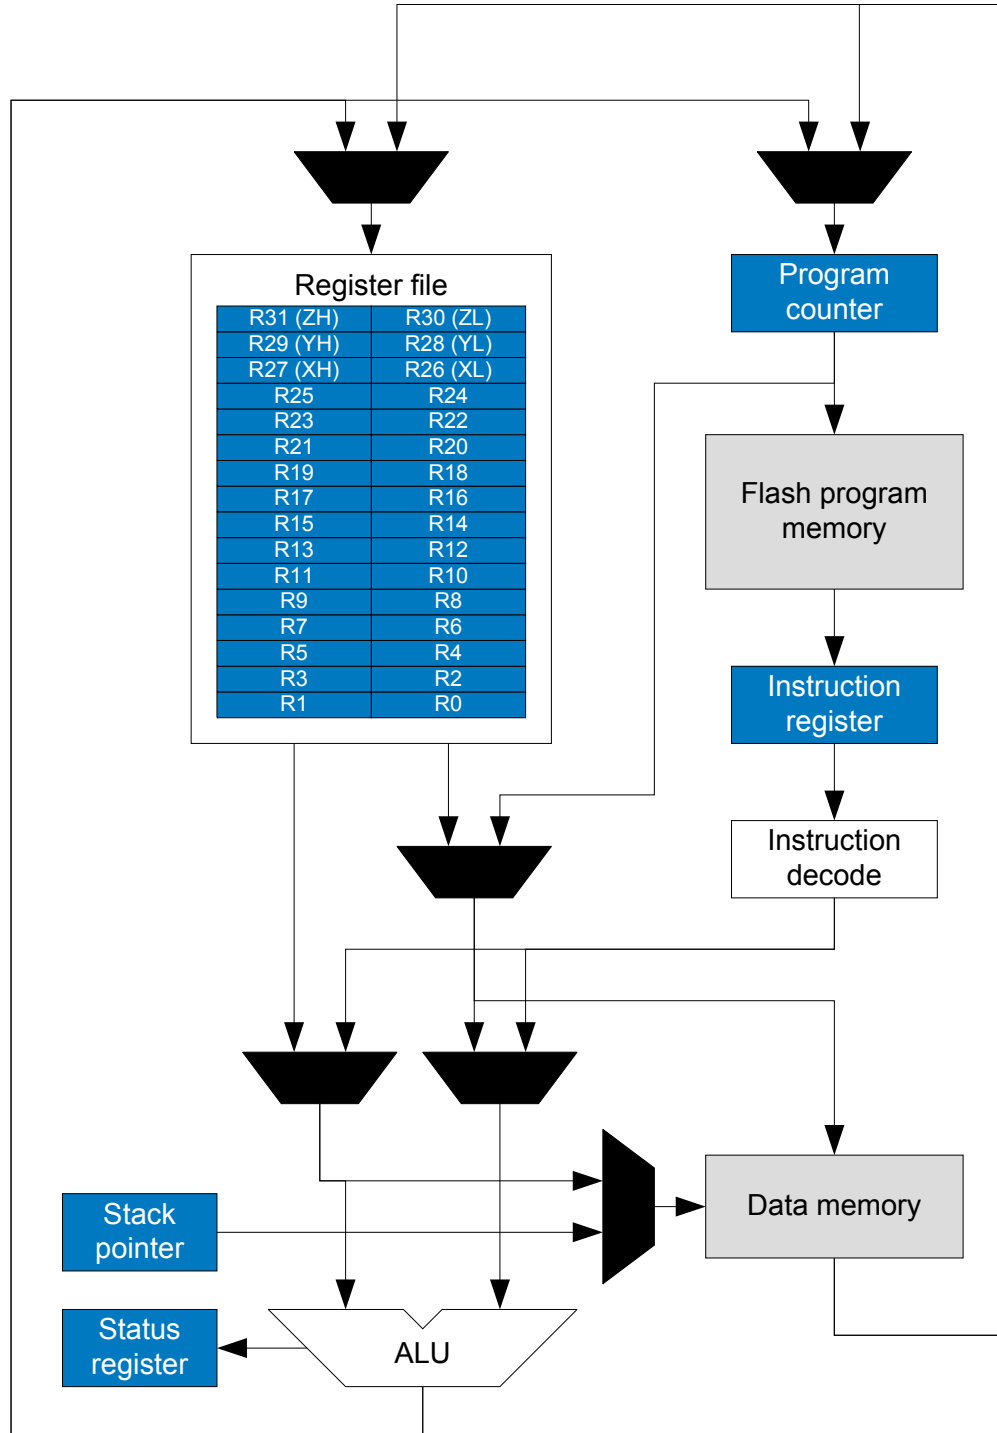 Register file
R31 (ZH) R30 (ZL)
R29 (YH) R28 (YL)
R27 (XH) R26 (XL)
R25 R24
R23 R22
R21 R20
R19 R18
R17 R16
R15 R14
R13 R12
R11 R10
R9 R8
R7 R6
R5 R4
R3 R2
R1 R0
Program
counter
Flash program
memory
Instruction
register
Instruction
decode
Data memory
Stack
pointer
Status
register
ALU